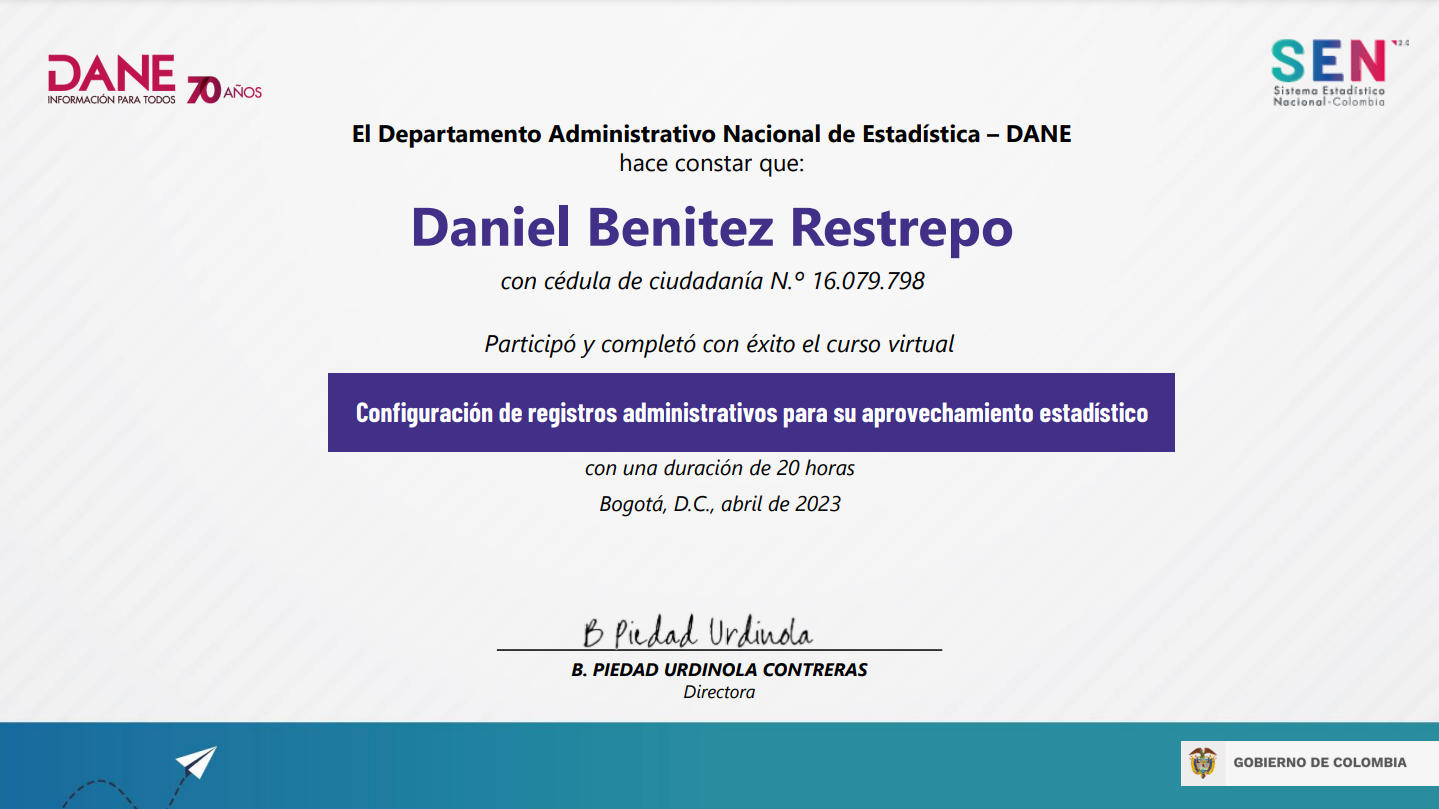 DANE
INFORMACIÓN PARA TODOS
70 AÑOS
SEN 2.0
Sistema Estadístico
Nacional-Colombia
El Departamento Administrativo Nacional de Estadística – DANE
hace constar que:
Daniel Benitez Restrepo
con cédula de ciudadanía N.º 16.079.798
Participó y completó con éxito el curso virtual
Configuración de registros administrativos para su aprovechamiento estadístico
con una duración de 20 horas
Bogotá, D.C., abril de 2023
B Piedad Urdinola
B. PIEDAD URDINOLA CONTRERAS
Directora
GOBIERNO DE COLOMBIA